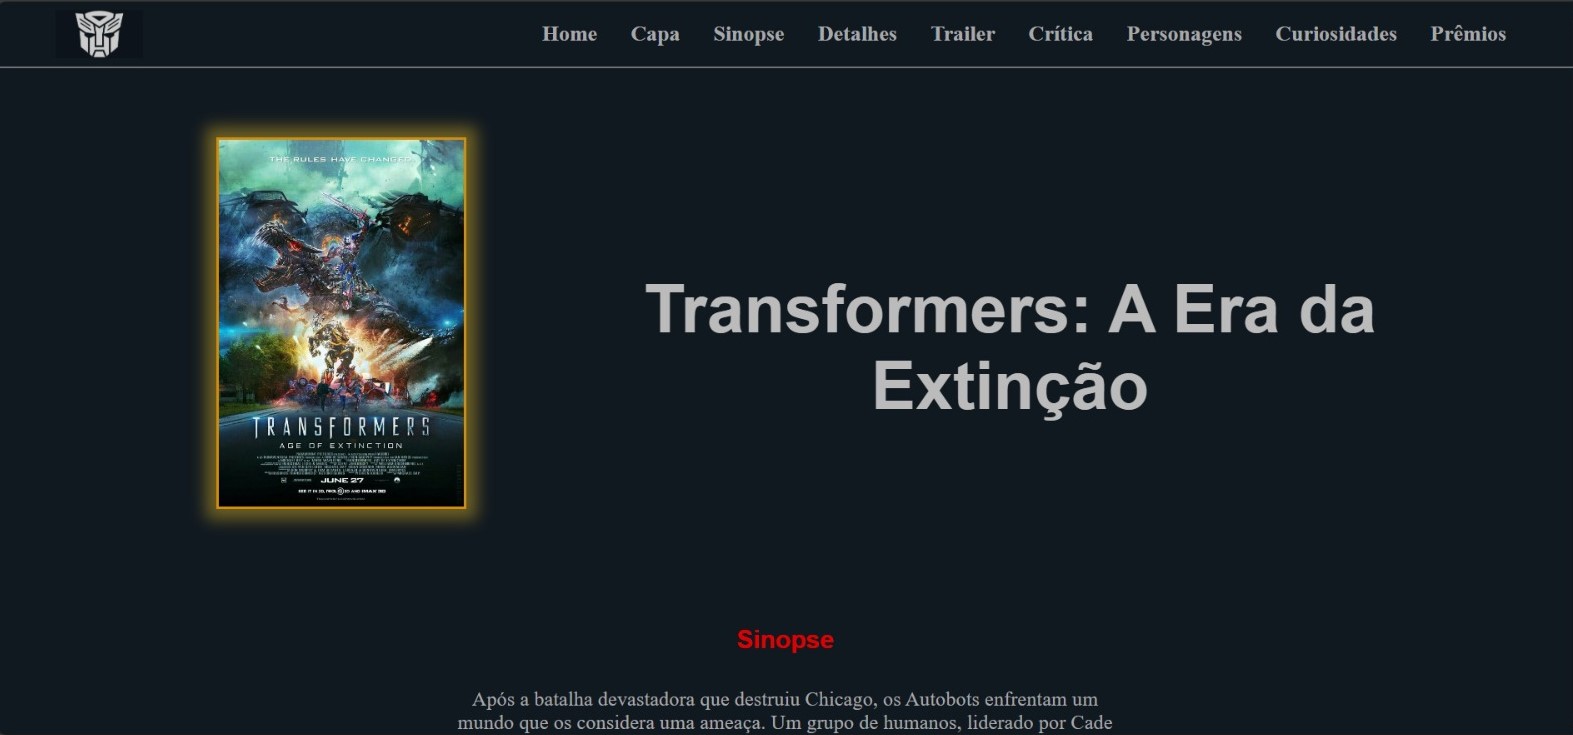 Home Capa Sinopse Detalhes Trailer Crítica Personagens Curiosidades Prêmios
THE RULES HAVE CHANGED
TRANSFORMERS
AGE OF EXTINCTION
JUNE 27
Transformers: A Era da
Extinção
Sinopse
Após a batalha devastadora que destruiu Chicago, os Autobots enfrentam um
mundo que os considera uma ameaça. Um grupo de humanos, liderado por Cade